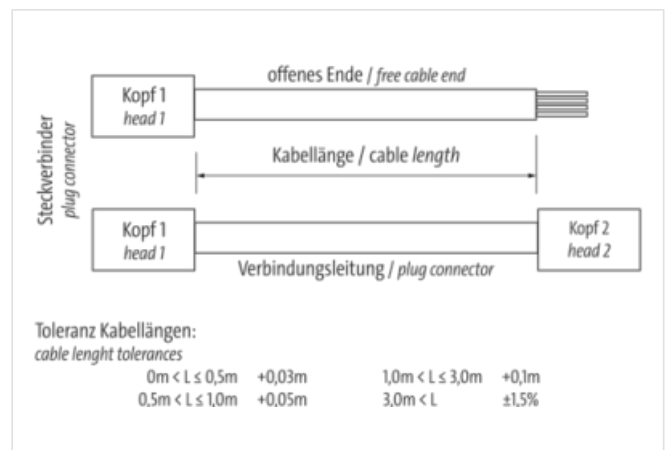 offenes Ende / free cable end
Kopf 1
head 1
Steckverbinder
plug connector
Kabellänge / cable length
Kopf 1
head 1
Kopf 2
head 2
Verbindungsleitung / plug connector
Toleranz Kabellängen:
cable lenght tolerances
0m < L ≤ 0,5m +0,03m 1,0m < L ≤ 3,0m +0,1m
0,5m < L ≤ 1,0m +0,05m 3,0m < L ±1,5%